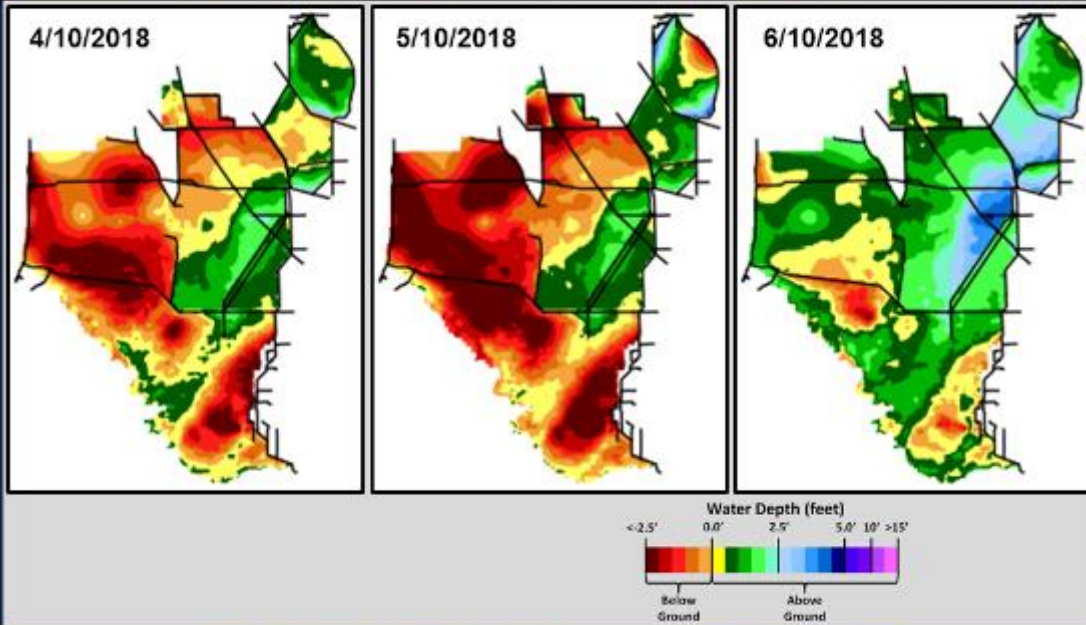 4/10/2018
5/10/2018
6/10/2018
Water Depth (feet)
<-2.5' 0.0' 2.5' 5.0' 10' >15'
Below Ground
Above Ground